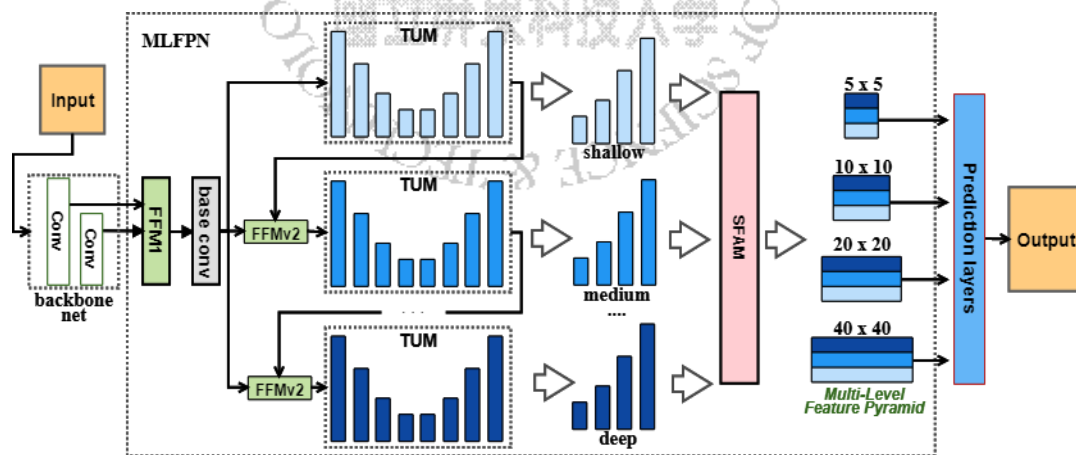 MLFPN
TUM
Input
shallow
5 x 5
Conv
Conv
backbone
net
FFM1
base conv
FFMv2
TUM
medium
. . .
....
10 x 10
SFAM
20 x 20
Prediction layers
Output
FFMv2
TUM
deep
40 x 40
Multi-Level
Feature Pyramid